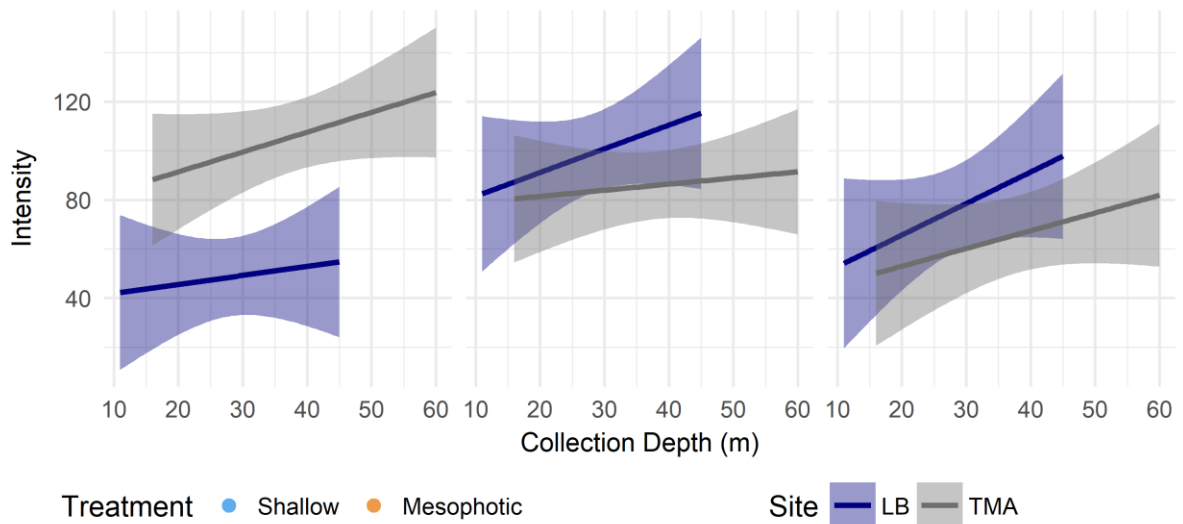 Intensity
120
80
40
10 20 30 40 50 60 10 20 30 40 50 60 10 20 30 40 50 60
Collection Depth (m)
Treatment Shallow Mesophotic Site LB TMA